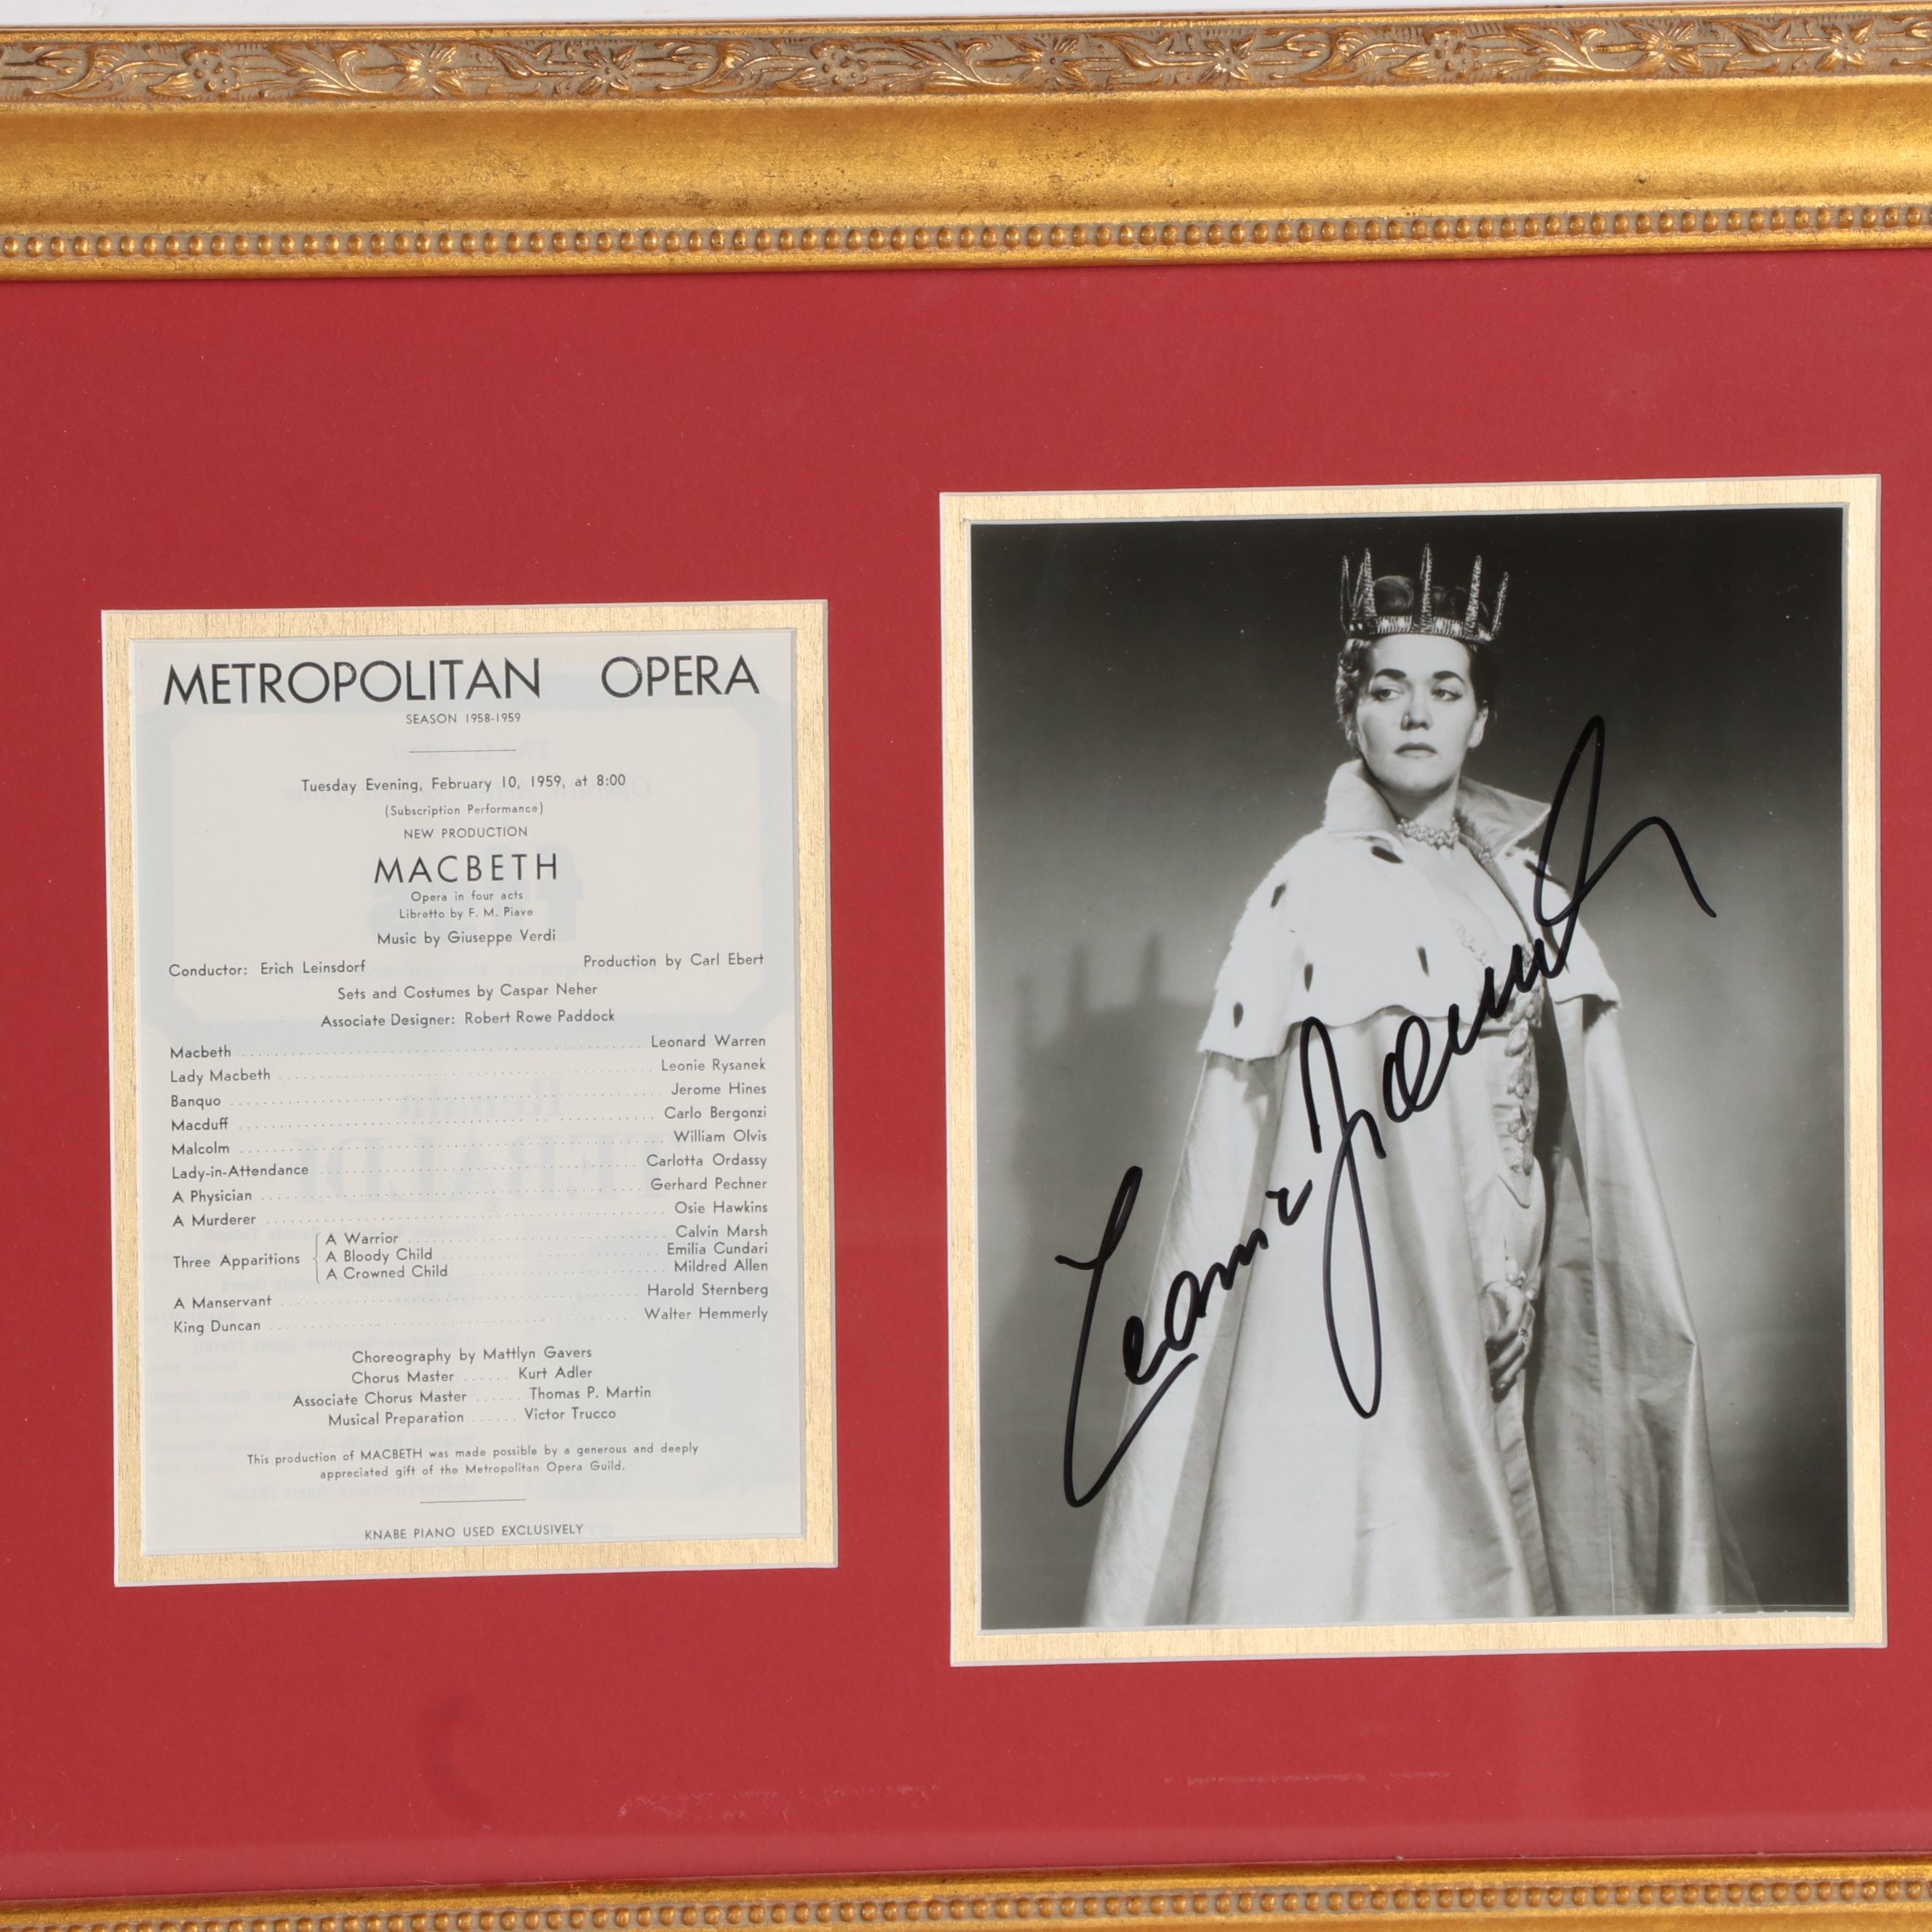 METROPOLITAN OPERA
SEASON 1958-1959
Tuesday Evening, February 10, 1959, at 8:00
(Subscription Performance)
NEW PRODUCTION
MACBETH
Opera in four acts
Libretto by F. M. Piave
Music by Giuseppe Verdi
Conductor: Erich Leinsdorf Production by Carl Ebert
Sets and Costumes by Caspar Neher
Associate Designer: Robert Rowe Paddock
Macbeth Leonard Warren
Lady Macbeth Leonie Rysanek
Banquo Jerome Hines
Macduff Carlo Bergonzi
Malcolm William Olvis
Lady-in-Attendance Carlotta Ordassy
A Physician Gerhard Pechner
A Murderer Osie Hawkins
Three Apparitions { A Warrior Calvin Marsh
A Bloody Child Emilia Cundari
A Crowned Child Mildred Allen
A Manservant Harold Sternberg
King Duncan Walter Hemmerly
Choreography by Mattlyn Gavers
Chorus Master ...... Kurt Adler
Associate Chorus Master ...... Thomas P. Martin
Musical Preparation ...... Victor Trucco
This production of MACBETH was made possible by a generous and deeply
appreciated gift of the Metropolitan Opera Guild.
KNABE PIANO USED EXCLUSIVELY
Leonie Rysanek